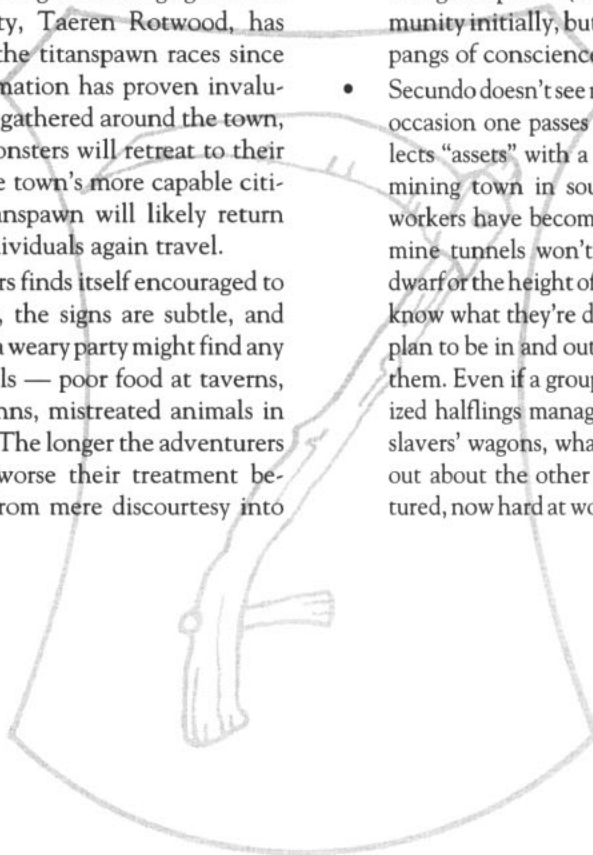 ty, Taeren Rotwood, has
the titanspawn races since
mation has proven invalu-
gathered around the town,
onsters will retreat to their
e town's more capable citi-
anspawn will likely return
dividuals again travel.
rs finds itself encouraged to
, the signs are subtle, and
a weary party might find any
ls — poor food at taverns,
nns, mistreated animals in
The longer the adventurers
worse their treatment be-
rom mere discourtesy into
munity initially, but
pangs of conscience
• Secundo doesn't see
occasion one passes
lects "assets" with a
mining town in sou
workers have becom
mine tunnels won't
dwarf or the height of
know what they're d
plan to be in and out
them. Even if a group
ized halflings manag
slavers' wagons, wha
out about the other
tured, now hard at wo